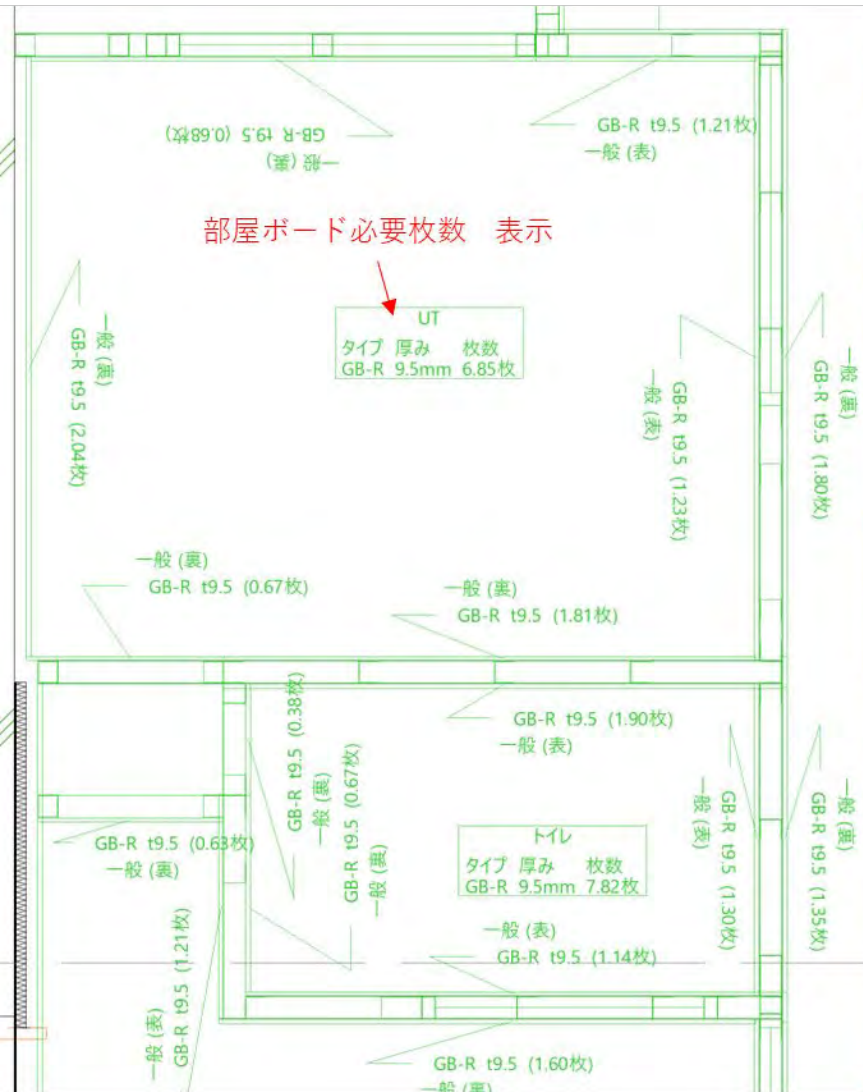 GB-R t9.5 (0.68枚)
一般 (裏)
GB-R t9.5 (1.21枚)
一般 (表)
部屋ボード必要枚数　表示
UT
タイプ 厚み 枚数
GB-R 9.5mm 6.85枚
一般 (裏)
GB-R t9.5 (2.04枚)
GB-R t9.5 (1.23枚)
一般 (表)
一般 (裏)
GB-R t9.5 (1.80枚)
一般 (裏)
GB-R t9.5 (0.67枚)
一般 (裏)
GB-R t9.5 (1.81枚)
GB-R t9.5 (0.38枚)
一般 (裏)
GB-R t9.5 (0.67枚)
一般 (裏)
GB-R t9.5 (1.90枚)
一般 (表)
GB-R t9.5 (1.30枚)
一般 (表)
一般 (裏)
GB-R t9.5 (1.35枚)
GB-R t9.5 (0.63枚)
一般 (裏)
トイレ
タイプ 厚み 枚数
GB-R 9.5mm 7.82枚
一般 (表)
GB-R t9.5 (1.14枚)
一般 (表)
GB-R t9.5 (1.21枚)
GB-R t9.5 (1.60枚)
一般 (裏)